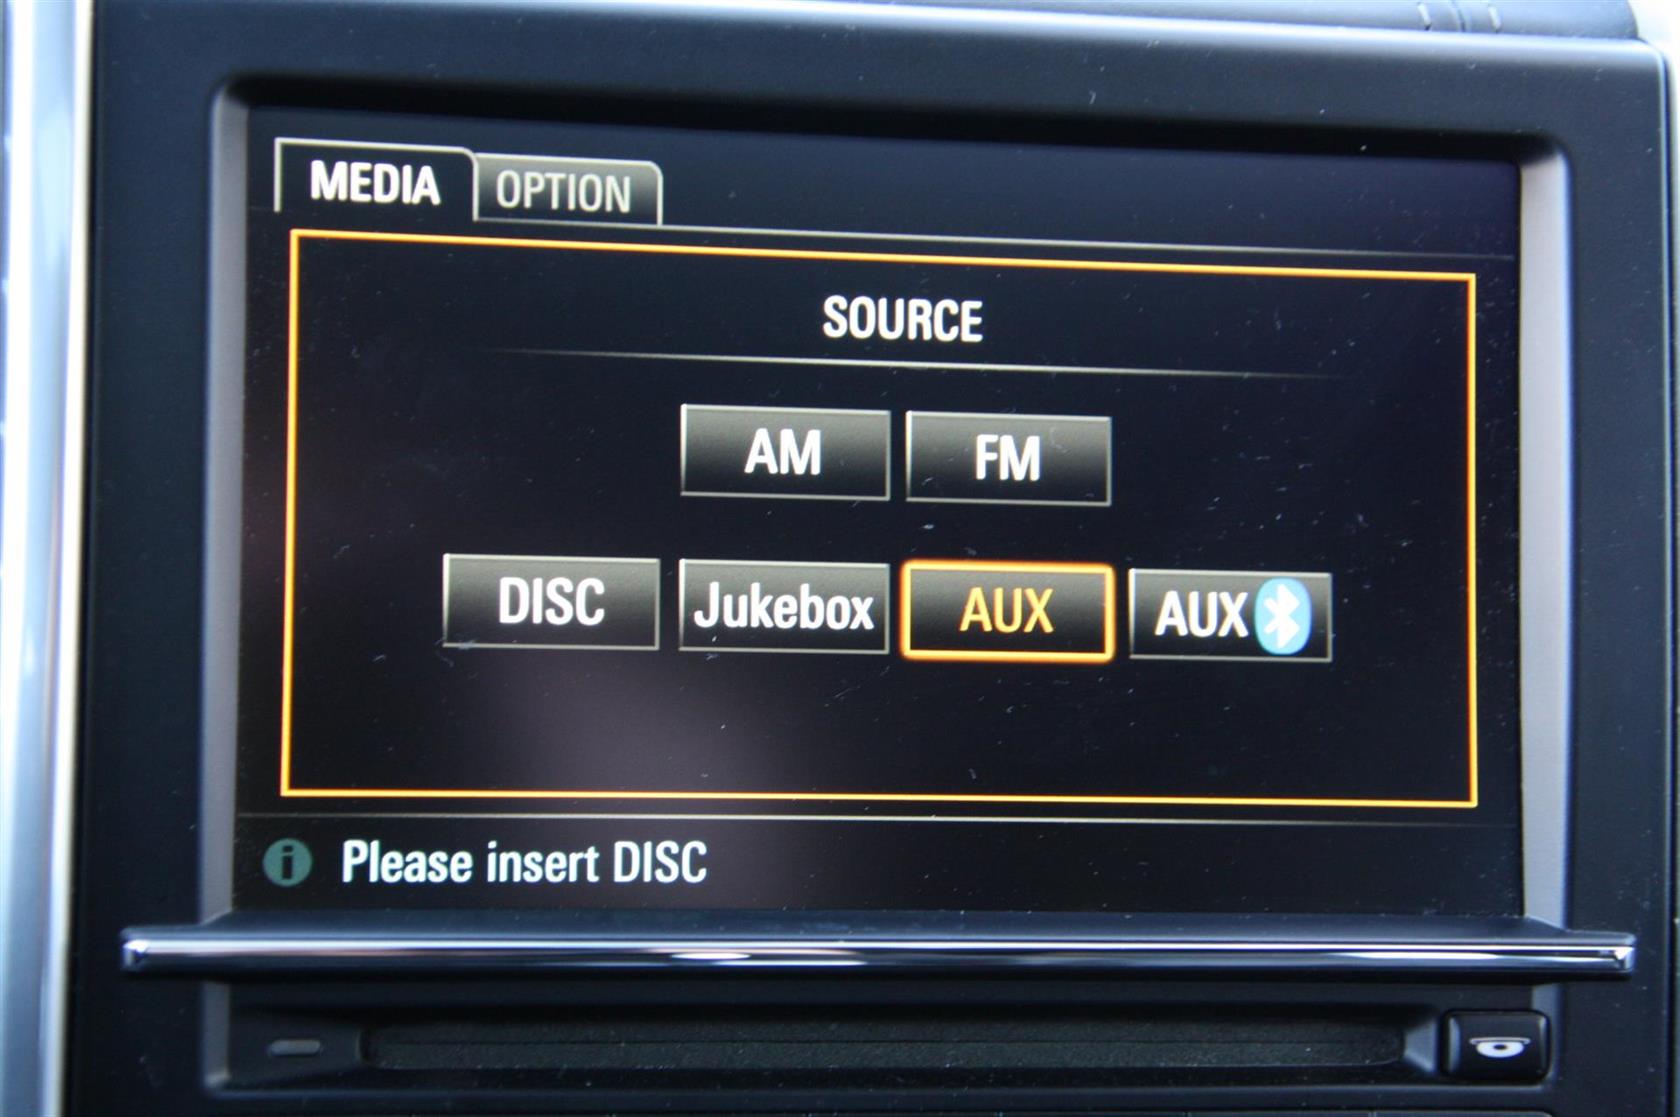 MEDIA OPTION
SOURCE
AM FM
DISC Jukebox AUX AUX
Please insert DISC